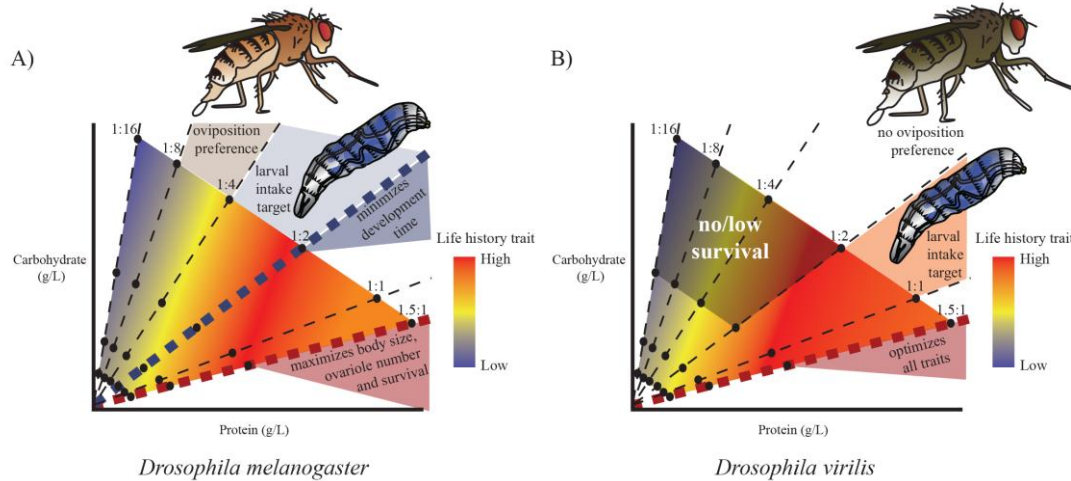 A)
1:16
1:8
oviposition
preference
1:4
larval
intake
target
minimizes
development
time
1:2
Carbohydrate
(g/L)
1:1
1.5:1
maximizes body size,
ovariole number
and survival
Life history trait
High
Low
Protein (g/L)
Drosophila melanogaster
B)
1:16
1:8
no oviposition
preference
1:4
no/low
survival
1:2
larval
intake
target
Carbohydrate
(g/L)
1:1
1.5:1
optimizes
all traits
Life history trait
High
Low
Protein (g/L)
Drosophila virilis